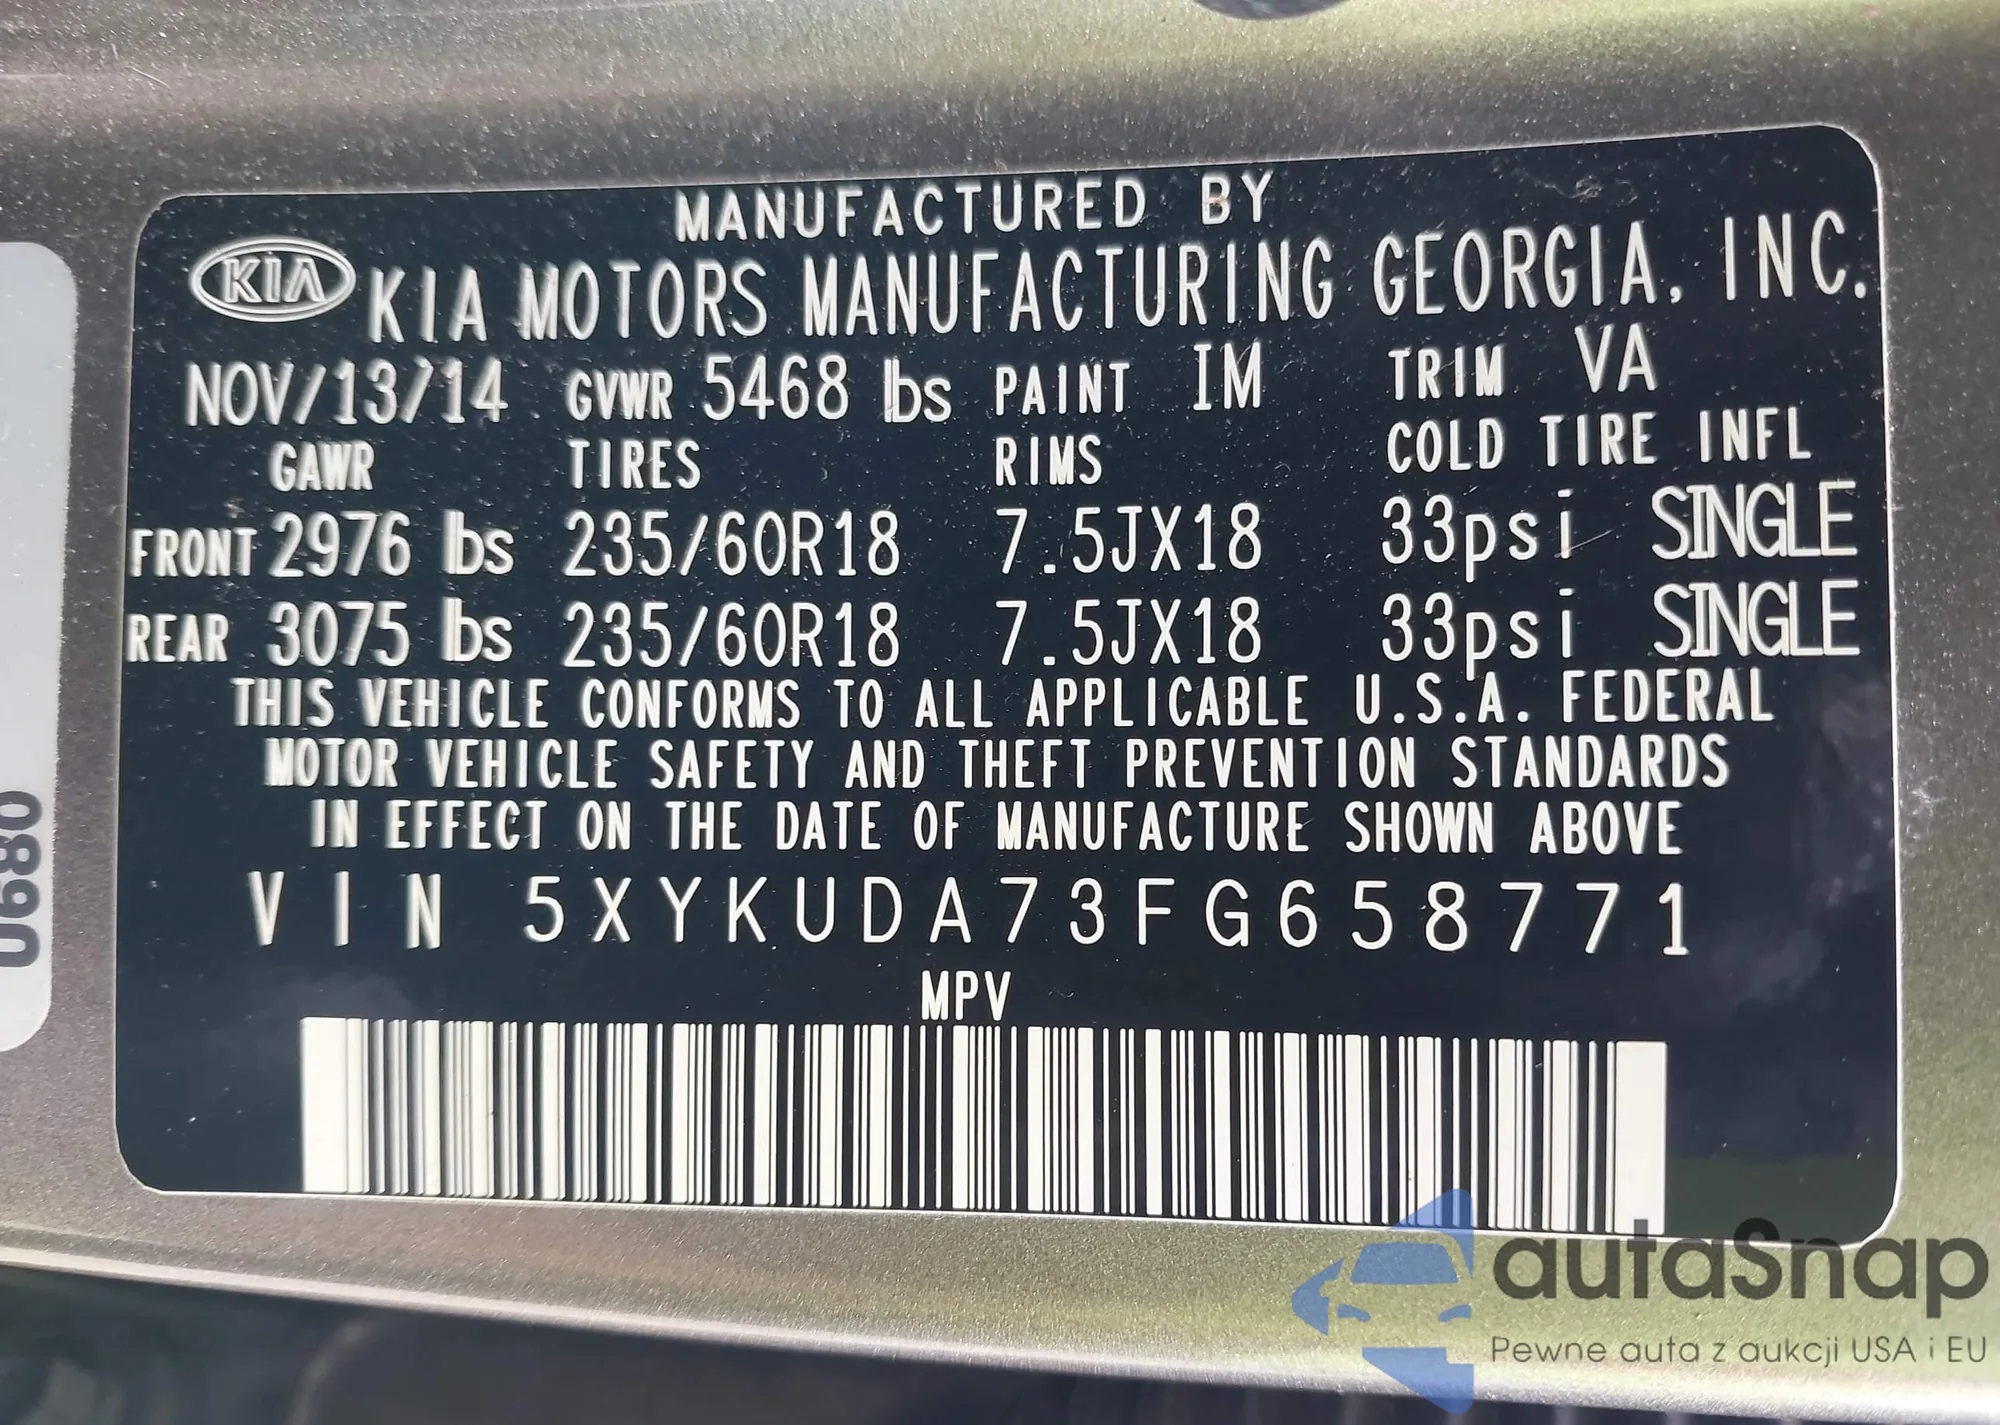 MANUFACTURED BY
KIA KIA MOTORS MANUFACTURING GEORGIA, INC.
NOV/13/14 GVWR 5468 lbs PAINT IM TRIM VA
GAWR TIRES RIMS COLD TIRE INFL
FRONT 2976 lbs 235/60R18 7.5JX18 33psi SINGLE
REAR 3075 lbs 235/60R18 7.5JX18 33psi SINGLE
THIS VEHICLE CONFORMS TO ALL APPLICABLE U.S.A. FEDERAL
MOTOR VEHICLE SAFETY AND THEFT PREVENTION STANDARDS
IN EFFECT ON THE DATE OF MANUFACTURE SHOWN ABOVE
VIN 5XYKUDA73FG658771
MPV
U680
autaSnap
Pewne auta z aukcji USA i EU